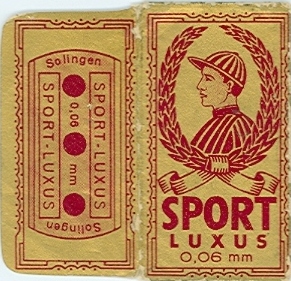 Solingen
SPORT-LUXUS
0,06 mm
SPORT-LUXUS
Solingen
SPORT
LUXUS
0,06 mm